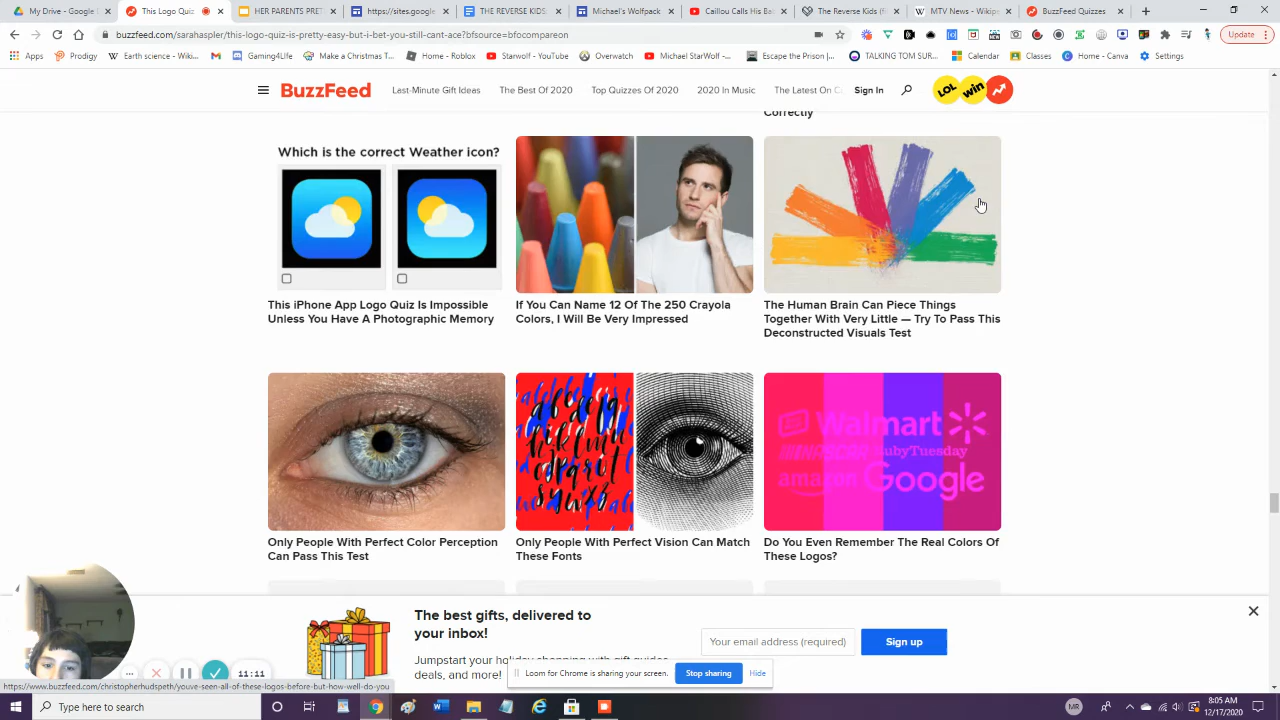 HER PARENTS PRET
This Logo Quiz
https://sites.google.
THE REVERSE KIDS
Michael's Wolfpack
Caillou Calls His Ba
The Reverse Kids (fi
MTV News - Wikipe
BuzzFeed Quizzes
buzzfeed.com/sarahaspler/this-logo-quiz-is-pretty-easy-but-i-bet-you-still-cant-ace?bfsource=bfcompareon
Update
Apps
Prodigy
Earth science - Wiki...
Gaming4Life
Make a Christmas T...
Home - Roblox
Starwolf - YouTube
Overwatch
Michael StarWolf -...
Escape the Prison |...
TALKING TOM SUR...
Calendar
Classes
Home - Canva
Settings
BuzzFeed
Last-Minute Gift Ideas
The Best Of 2020
Top Quizzes Of 2020
2020 In Music
The Latest On C
Sign In
LOL
win
Correctly
Which is the correct Weather icon?
This iPhone App Logo Quiz Is Impossible
Unless You Have A Photographic Memory
If You Can Name 12 Of The 250 Crayola
Colors, I Will Be Very Impressed
The Human Brain Can Piece Things
Together With Very Little — Try To Pass This
Deconstructed Visuals Test
Walmart
NASCAR
RubyTuesday
amazon
Google
Only People With Perfect Color Perception
Can Pass This Test
Only People With Perfect Vision Can Match
These Fonts
Do You Even Remember The Real Colors Of
These Logos?
The best gifts, delivered to
your inbox!
Your email address (required)
Sign up
Jumpstart your holiday shopping with gift guides,
deals, and more!
Loom for Chrome is sharing your screen.
Stop sharing
Hide
11:11
https://www.buzzfeed.com/christopherhudspeth/youve-seen-all-of-these-logos-before-but-how-well-do-you
Type here to search
MR
8:05 AM
12/17/2020